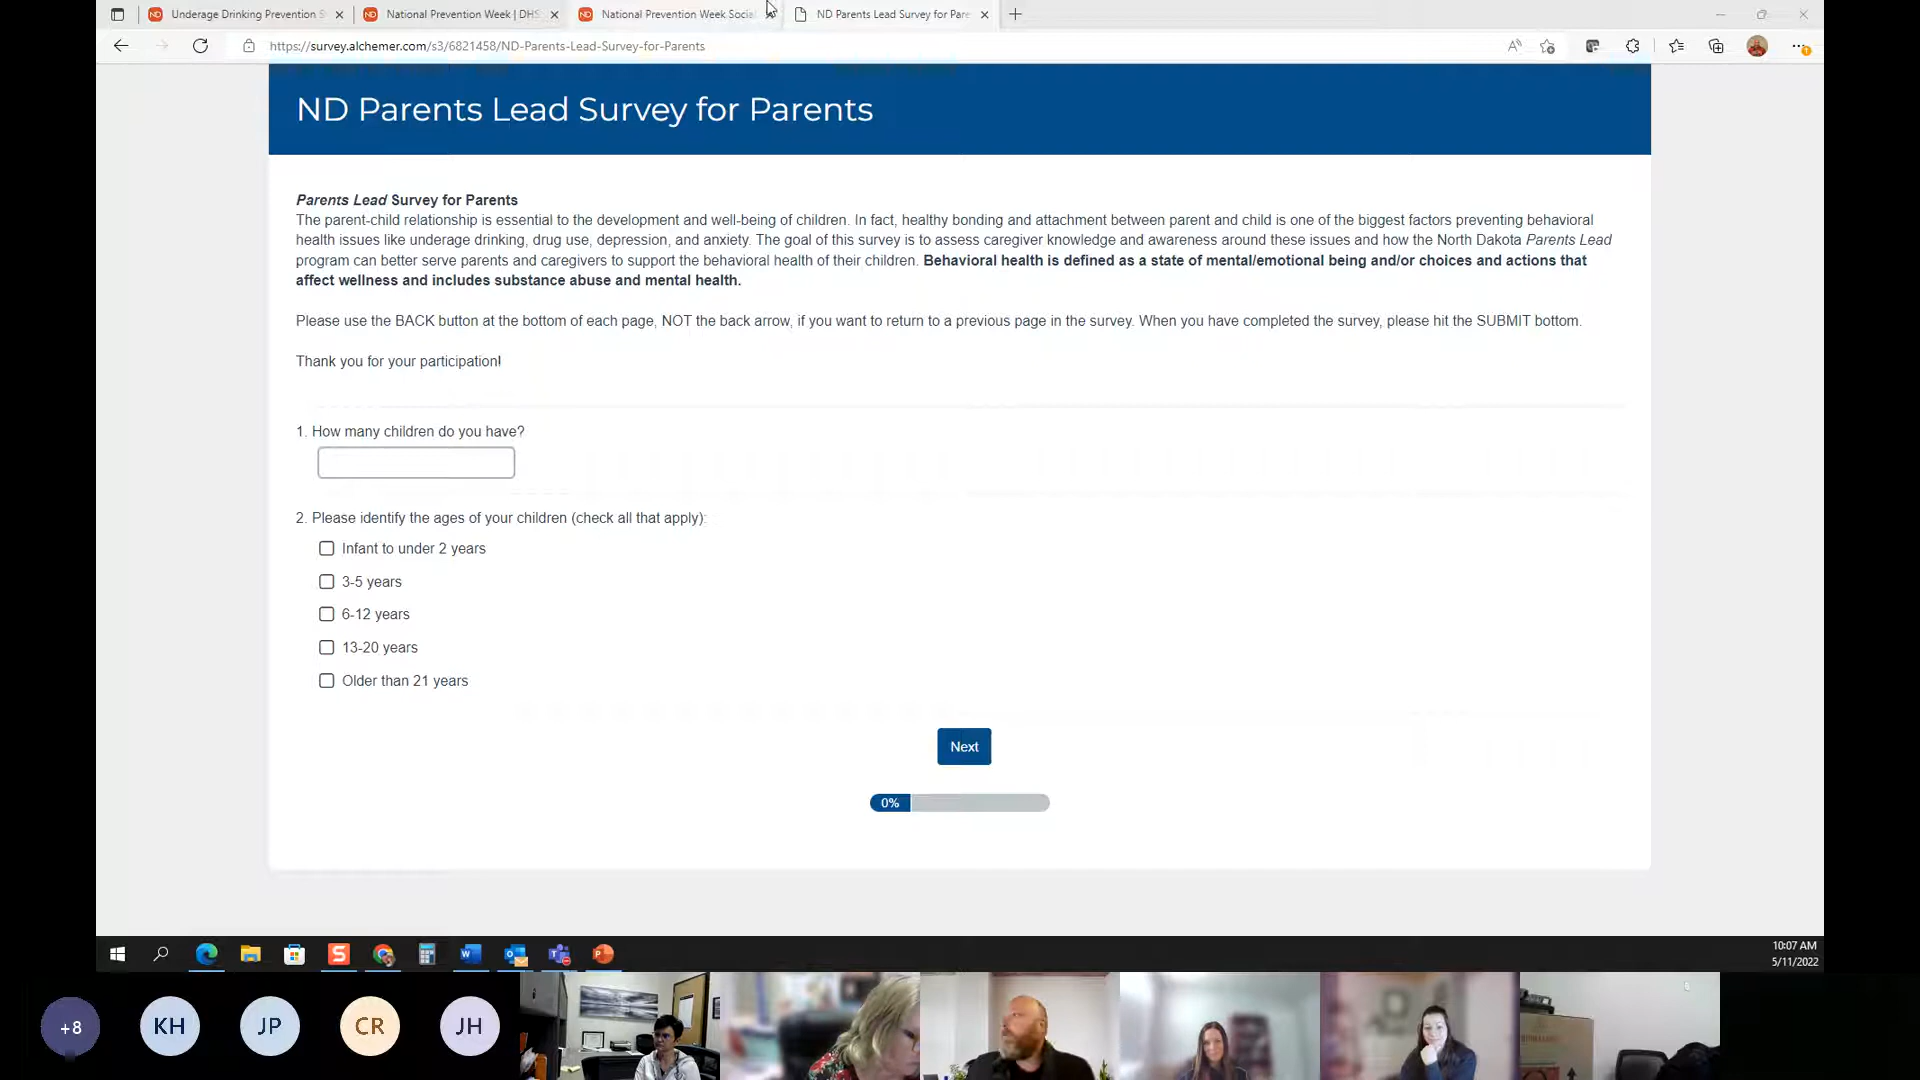 ND Underage Drinking Prevention S
ND National Prevention Week | DHS
ND National Prevention Week Social
ND Parents Lead Survey for Pare
https://survey.alchemer.com/s3/6821458/ND-Parents-Lead-Survey-for-Parents
ND Parents Lead Survey for Parents
Parents Lead Survey for Parents
The parent-child relationship is essential to the development and well-being of children. In fact, healthy bonding and attachment between parent and child is one of the biggest factors preventing behavioral
health issues like underage drinking, drug use, depression, and anxiety. The goal of this survey is to assess caregiver knowledge and awareness around these issues and how the North Dakota Parents Lead
program can better serve parents and caregivers to support the behavioral health of their children. Behavioral health is defined as a state of mental/emotional being and/or choices and actions that
affect wellness and includes substance abuse and mental health.
Please use the BACK button at the bottom of each page, NOT the back arrow, if you want to return to a previous page in the survey. When you have completed the survey, please hit the SUBMIT bottom.
Thank you for your participation!
1. How many children do you have?
2. Please identify the ages of your children (check all that apply):
Infant to under 2 years
3-5 years
6-12 years
13-20 years
Older than 21 years
Next
0%
10:07 AM
5/11/2022
+8
KH
JP
CR
JH